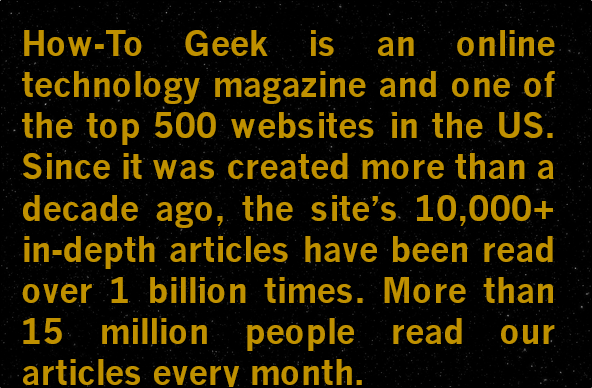 How-To Geek is an online
technology magazine and one of
the top 500 websites in the US.
Since it was created more than a
decade ago, the site’s 10,000+
in-depth articles have been read
over 1 billion times. More than
15 million people read our
articles every month.